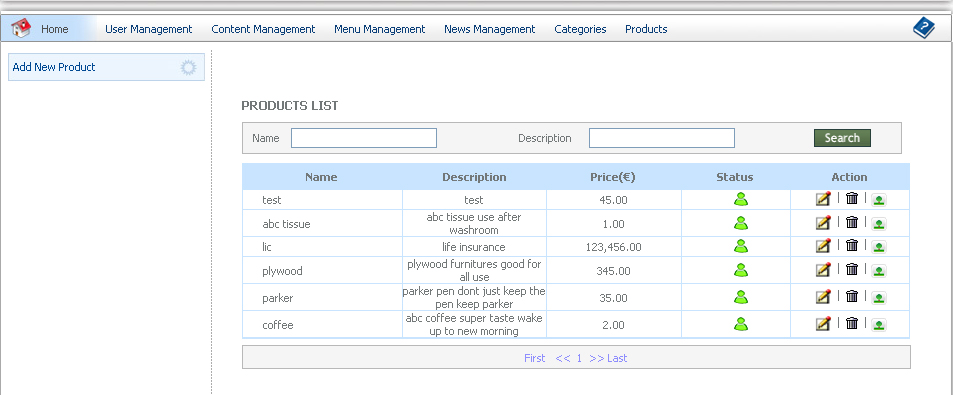 Home User Management Content Management Menu Management News Management Categories Products ?
Add New Product
PRODUCTS LIST
Name Description Search
Name Description Price(€) Status Action
test test 45.00
abc tissue abc tissue use after
washroom 1.00
lic life insurance 123,456.00
plywood plywood furnitures good for
all use 345.00
parker parker pen dont just keep the
pen keep parker 35.00
coffee abc coffee super taste wake
up to new morning 2.00
First << 1 >> Last